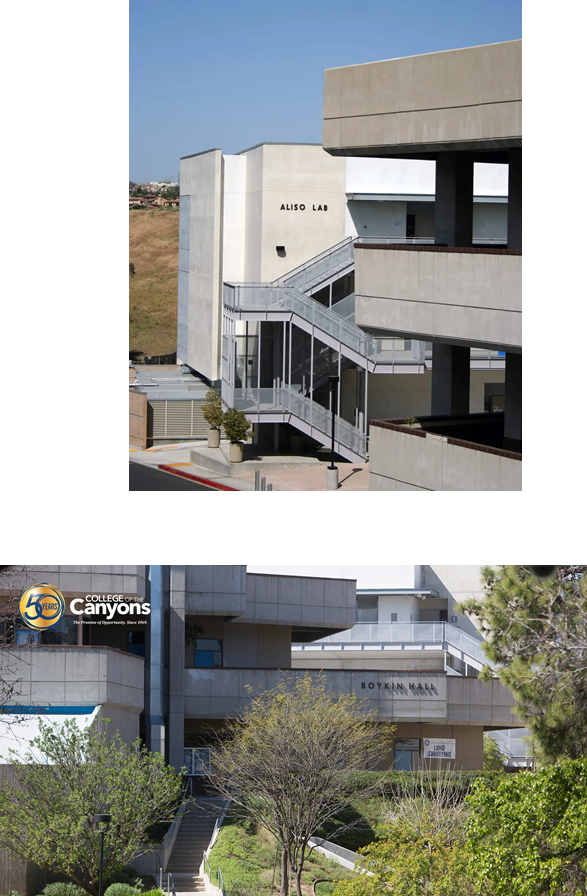 ALISO LAB
50
YEARS
COLLEGE OF THE
Canyons
The Promise of Opportunity. Since 1969.
BOYKIN HALL
LAND
SURVEYING